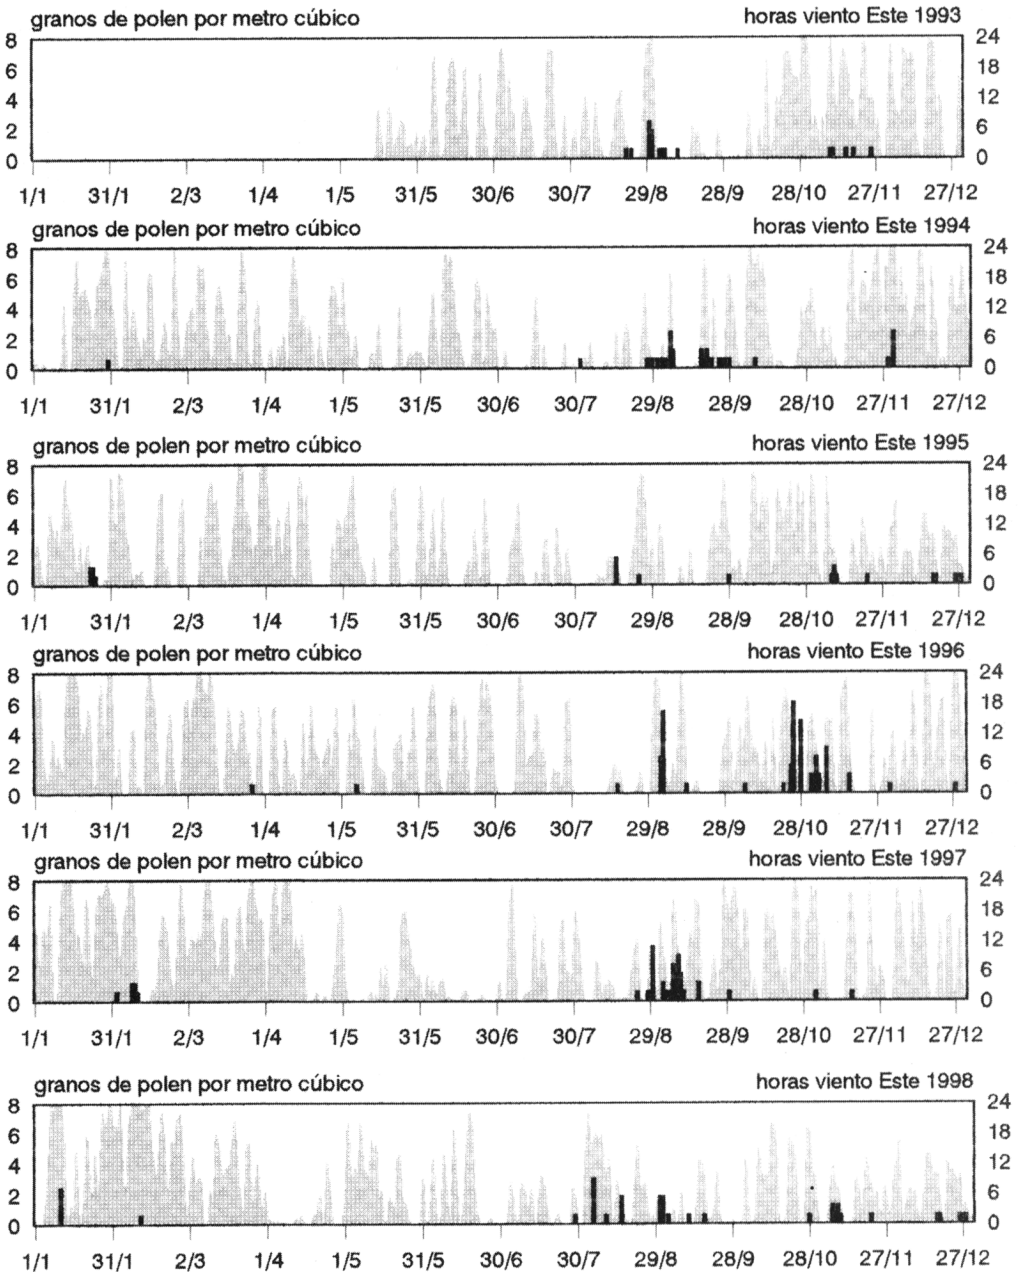 granos de polen por metro cúbico horas viento Este 1993
8 24
6 18
4 12
2 6
0 0
1/1 31/1 2/3 1/4 1/5 31/5 30/6 30/7 29/8 28/9 28/10 27/11 27/12
granos de polen por metro cúbico horas viento Este 1994
8 24
6 18
4 12
2 6
0 0
1/1 31/1 2/3 1/4 1/5 31/5 30/6 30/7 29/8 28/9 28/10 27/11 27/12
granos de polen por metro cúbico horas viento Este 1995
8 24
6 18
4 12
2 6
0 0
1/1 31/1 2/3 1/4 1/5 31/5 30/6 30/7 29/8 28/9 28/10 27/11 27/12
granos de polen por metro cúbico horas viento Este 1996
8 24
6 18
4 12
2 6
0 0
1/1 31/1 2/3 1/4 1/5 31/5 30/6 30/7 29/8 28/9 28/10 27/11 27/12
granos de polen por metro cúbico horas viento Este 1997
8 24
6 18
4 12
2 6
0 0
1/1 31/1 2/3 1/4 1/5 31/5 30/6 30/7 29/8 28/9 28/10 27/11 27/12
granos de polen por metro cúbico horas viento Este 1998
8 24
6 18
4 12
2 6
0 0
1/1 31/1 2/3 1/4 1/5 31/5 30/6 30/7 29/8 28/9 28/10 27/11 27/12